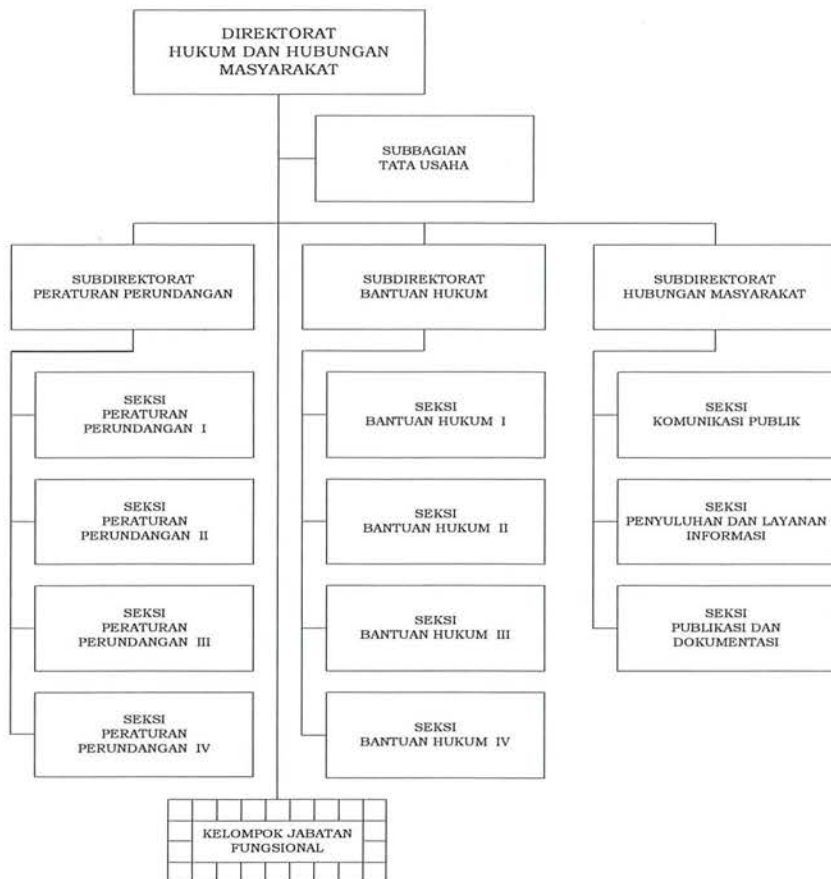 DIREKTORAT
HUKUM DAN HUBUNGAN
MASYARAKAT
SUBBAGIAN
TATA USAHA
SUBDIREKTORAT
PERATURAN PERUNDANGAN
SUBDIREKTORAT
BANTUAN HUKUM
SUBDIREKTORAT
HUBUNGAN MASYARAKAT
SEKSI
PERATURAN
PERUNDANGAN I
SEKSI
BANTUAN HUKUM I
SEKSI
KOMUNIKASI PUBLIK
SEKSI
PERATURAN
PERUNDANGAN II
SEKSI
BANTUAN HUKUM II
SEKSI
PENYULUHAN DAN LAYANAN
INFORMASI
SEKSI
PERATURAN
PERUNDANGAN III
SEKSI
BANTUAN HUKUM III
SEKSI
PUBLIKASI DAN
DOKUMENTASI
SEKSI
PERATURAN
PERUNDANGAN IV
SEKSI
BANTUAN HUKUM IV
KELOMPOK JABATAN
FUNGSIONAL